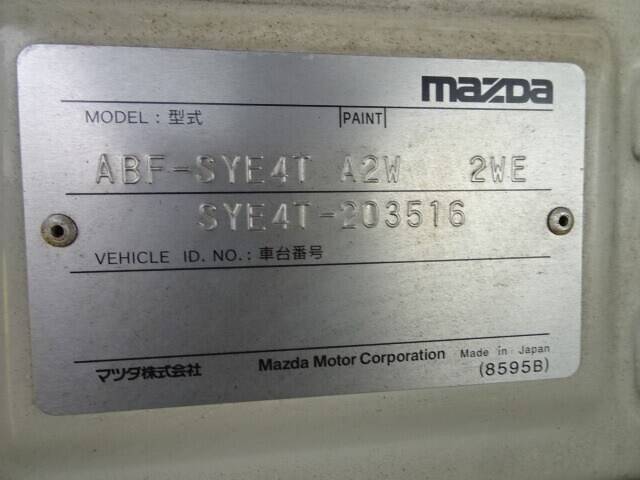 mazda
MODEL : 型式 PAINT
ABF-SYE4T A2W 2WE
SYE4T-203516
VEHICLE ID. NO. : 車台番号
マツダ株式会社 Mazda Motor Corporation Made in Japan
(8595B)